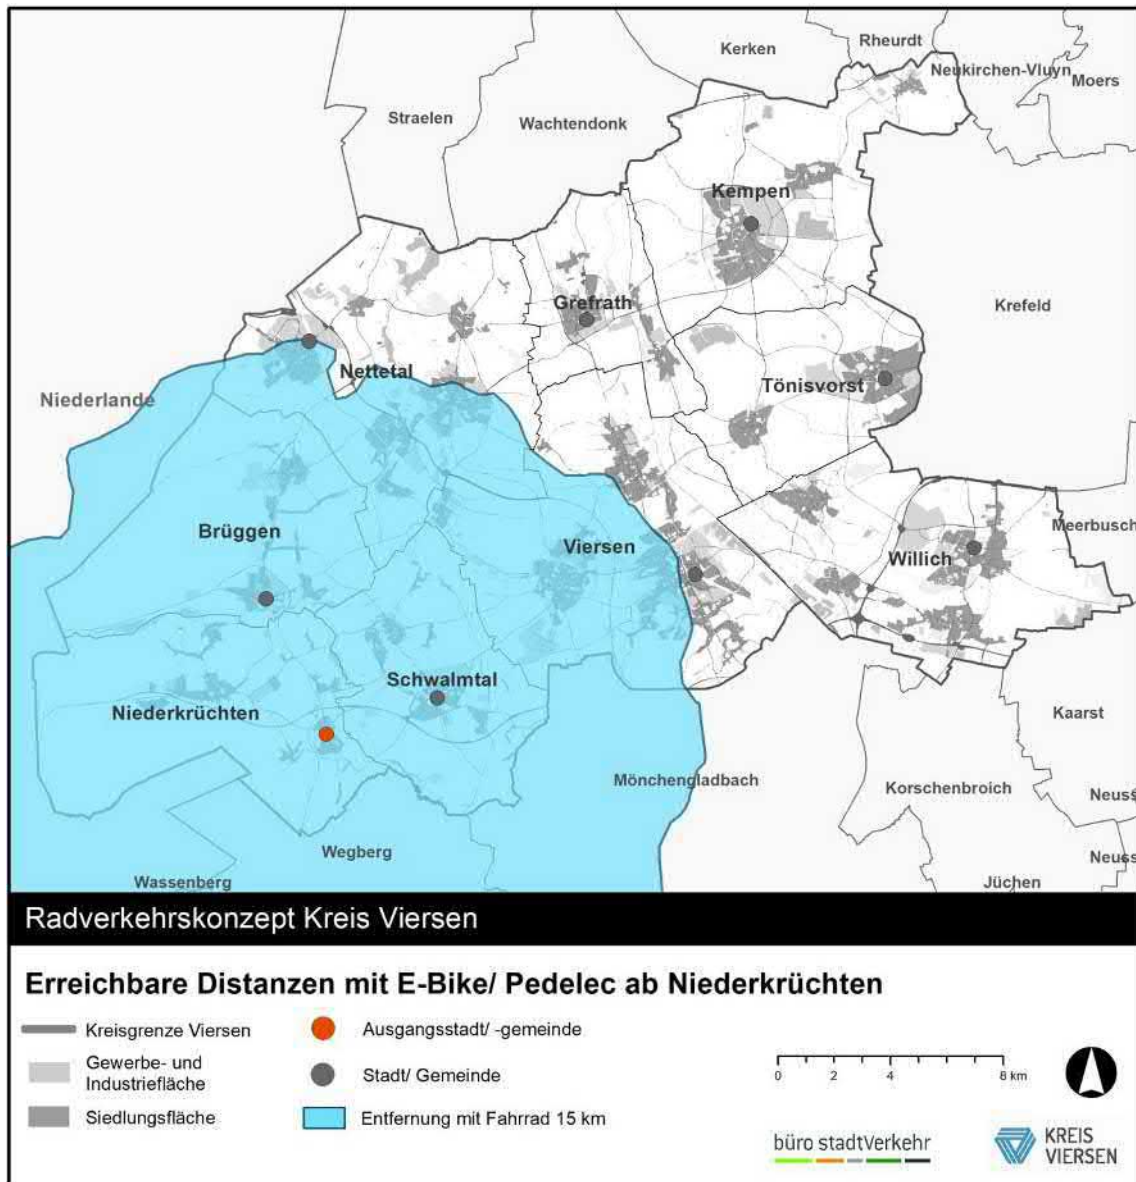 Kerken
Rheurdt
Neukirchen-Vluyn
Moers
Straelen
Wachtendonk
Kempen
Grefrath
Krefeld
Nettetal
Tönisvorst
Niederlande
Brüggen
Viersen
Willich
Meerbusch
Schwalmtal
Niederkrüchten
Kaarst
Mönchengladbach
Korschenbroich
Neuss
Wegberg
Neuss
Wassenberg
Jüchen
Radverkehrskonzept Kreis Viersen
Erreichbare Distanzen mit E-Bike/ Pedelec ab Niederkrüchten
Kreisgrenze Viersen
Gewerbe- und
Industriefläche
Siedlungsfläche
Ausgangsstadt/ -gemeinde
Stadt/ Gemeinde
Entfernung mit Fahrrad 15 km
0 2 4 8 km
büro stadtVerkehr
KREIS
VIERSEN